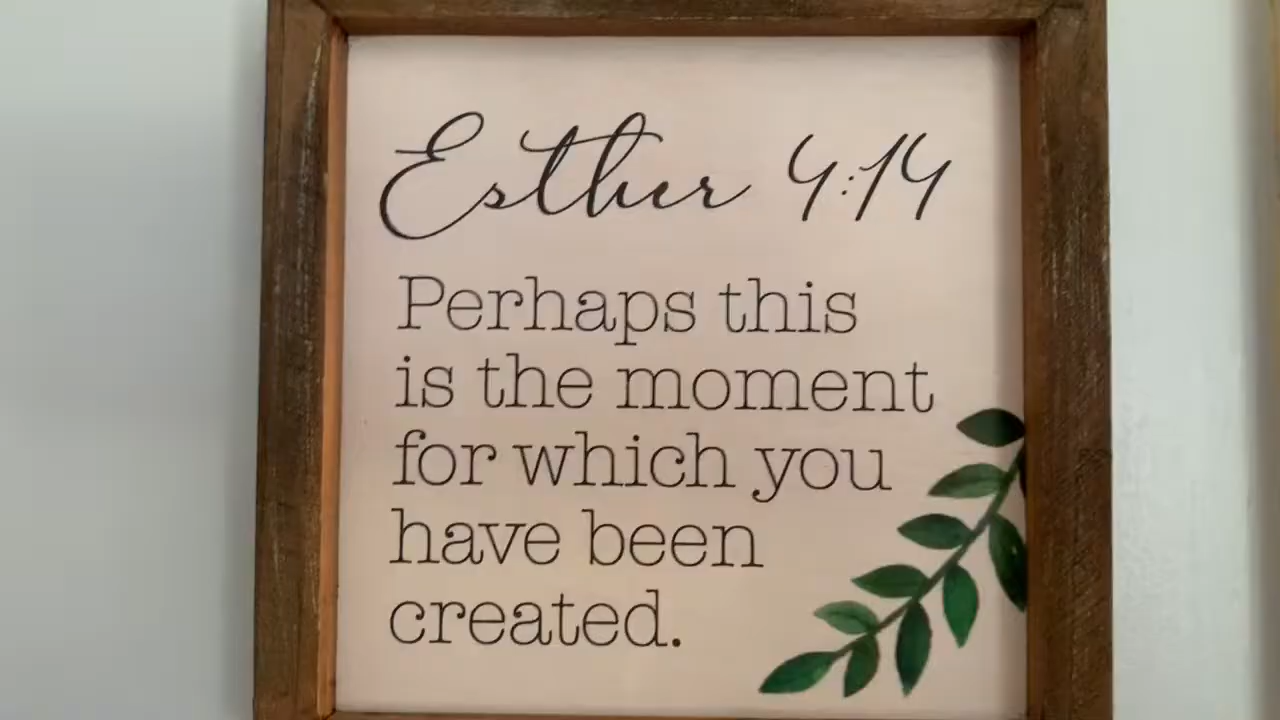 Esther 4:14
Perhaps this
is the moment
for which you
have been
created.